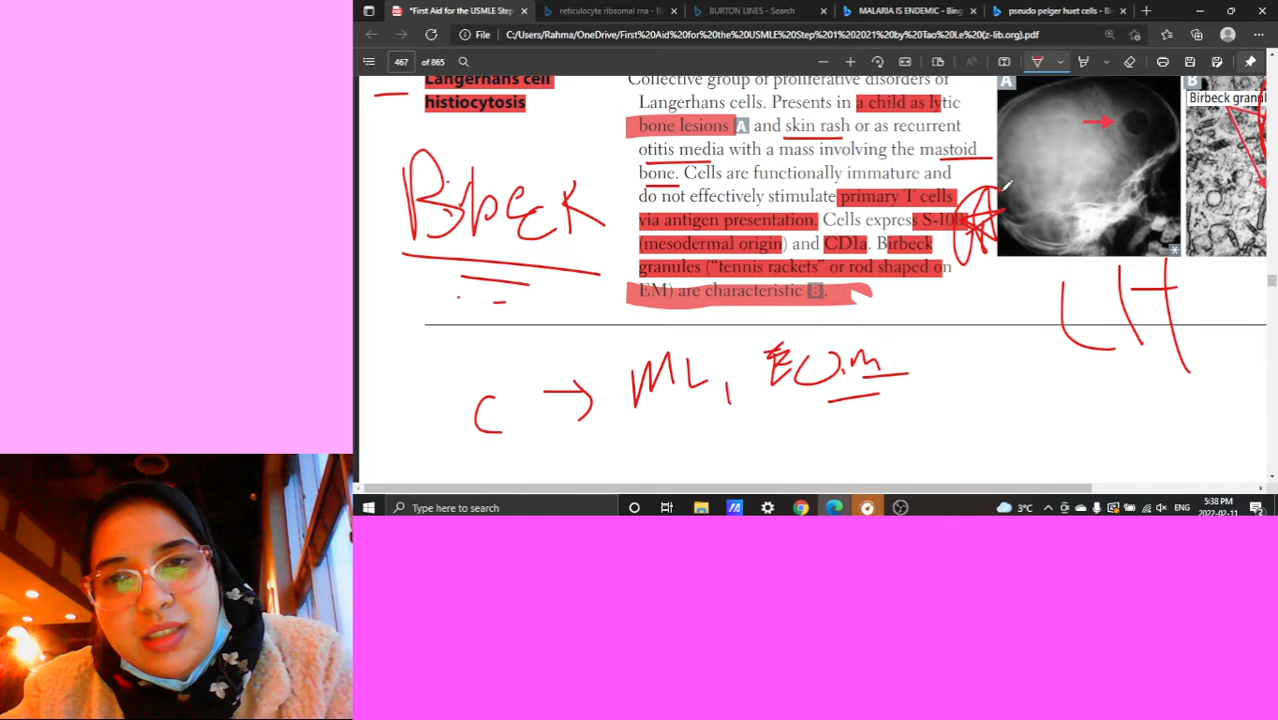 *First Aid for the USMLE Step
reticulocyte ribsomal rna - B
BURTON LINES - Search
MALARIA IS ENDEMIC - Bing
pseudo pelger huet cells - B
File
C:/Users/Rahma/OneDrive/First%20Aid%20for%20the%20USMLE%20Step%201%202021%20by%20Tao%20Le%20(z-lib.org).pdf
467 of 865
Langerhans cell
histiocytosis
Collective group of proliferative disorders of
Langerhans cells. Presents in a child as lytic
bone lesions A and skin rash or as recurrent
otitis media with a mass involving the mastoid
bone. Cells are functionally immature and
do not effectively stimulate primary T cells
via antigen presentation. Cells express S-100
(mesodermal origin) and CD1a. Birbeck
granules ("tennis rackets" or rod shaped on
EM) are characteristic B.
A
B
Birbeck granul
Birbeck
LH
C → ML,
Type here to search
3°C
ENG
5:38 PM
2022-02-11